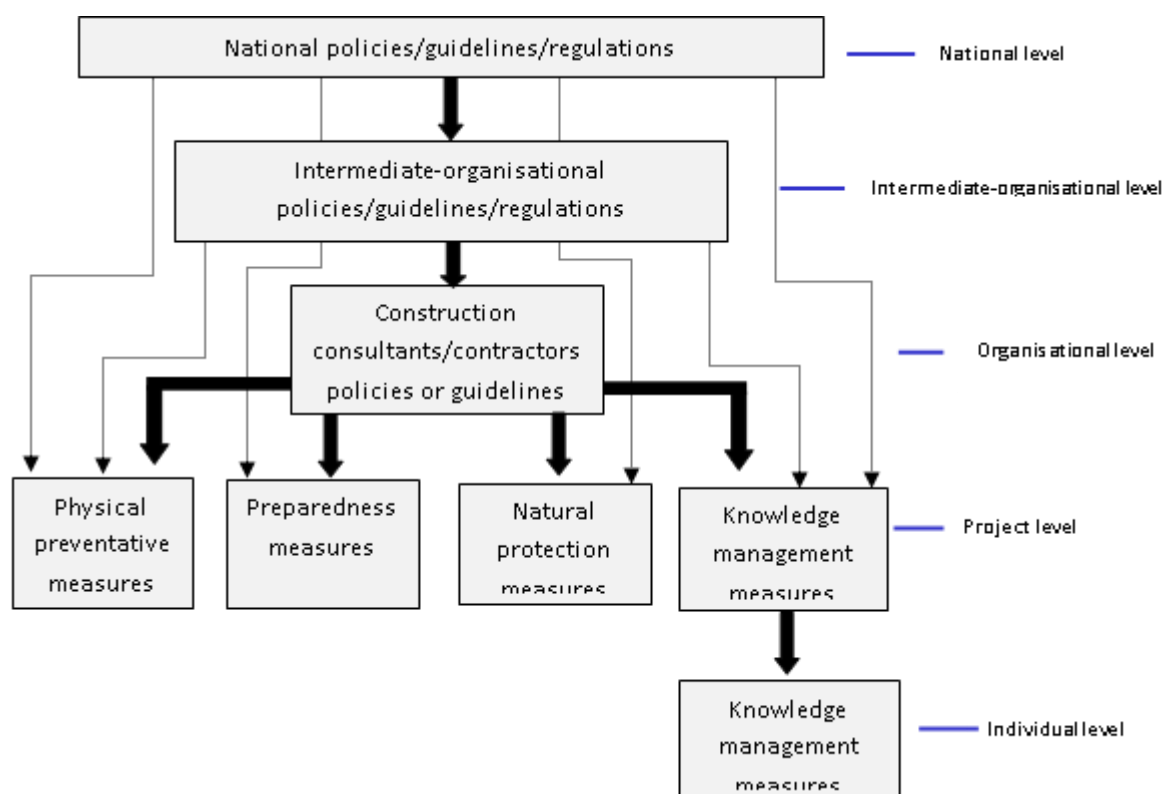 National policies/guidelines/regulations
National level
Intermediate-organisational
policies/guidelines/regulations
Intermediate-organisational level
Construction
consultants/contractors
policies or guidelines
Organisational level
Physical
preventative
measures
Preparedness
measures
Natural
protection
measures
Knowledge
management
measures
Project level
Knowledge
management
measures
Individual level